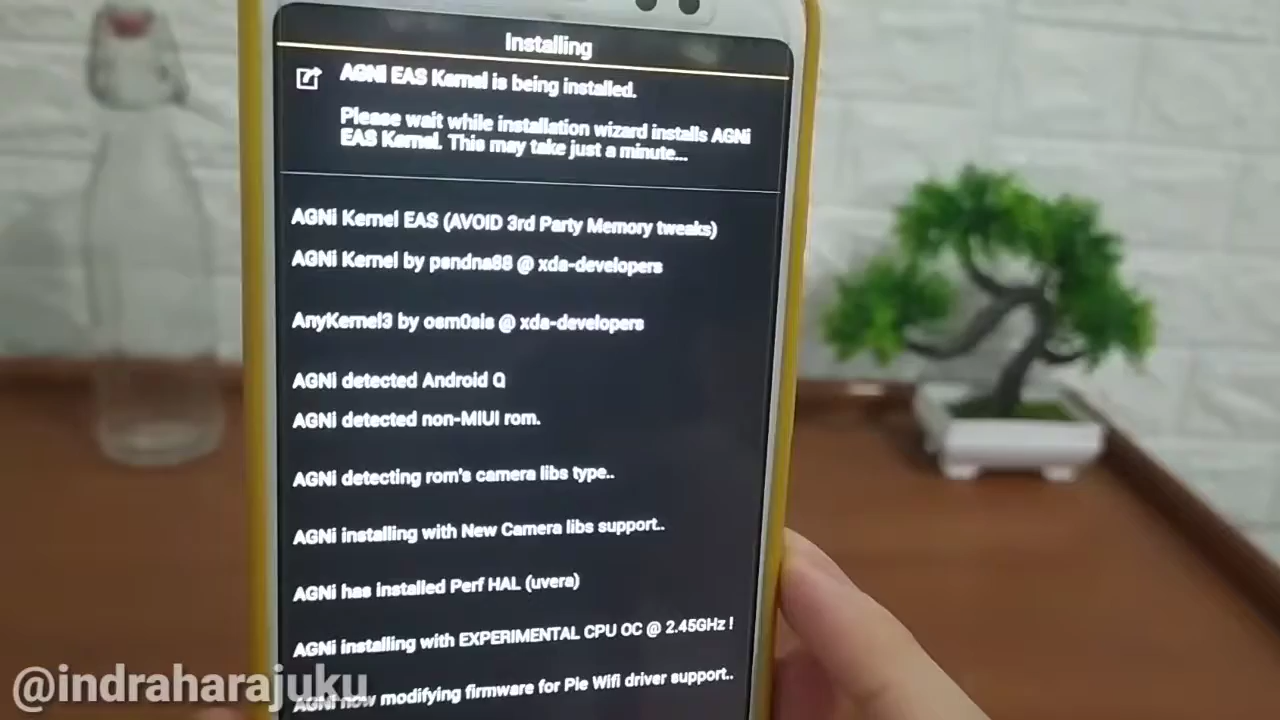 Installing
AGNi EAS Kernel is being installed.
Please wait while installation wizard installs AGNi
EAS Kernel. This may take just a minute...
AGNi Kernel EAS (AVOID 3rd Party Memory tweaks)
AGNi Kernel by psndna88 @ xda-developers
AnyKernel3 by osm0sis @ xda-developers
AGNi detected Android Q
AGNi detected non-MIUI rom.
AGNi detecting rom's camera libs type..
AGNi installing with New Camera libs support..
AGNi has installed Perf HAL (uvera)
AGNi installing with EXPERIMENTAL CPU OC @ 2.45GHz !
AGNi now modifying firmware for Pie Wifi driver support..
@indraharajuku